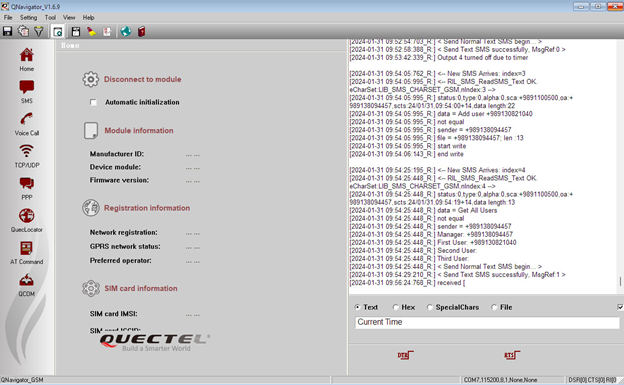 QNavigator_V1.6.9
File Setting Tool View Help
Home
SMS
Voice Call
TCP/UDP
PPP
QuecLocator
AT Command
QCOM
Home
Disconnect to module
Automatic initialization
Module information
Manufacturer ID: ... ...
Device module: ... ...
Firmware version: ... ...
Registration information
Network registration: ... ...
GPRS network status: ... ...
Preferred operator: ... ...
SIM card information
SIM card IMSI: ... ...
QUECTEL
Build a Smarter World
[2024-01-31 09:52:54:703_R:] < Send Normal Text SMS begin... >
[2024-01-31 09:52:58:388_R:] < Send Text SMS successfully, MsgRef:0 >
[2024-01-31 09:53:42:339_R:] Output 4 turned off due to timer
[2024-01-31 09:54:05:762_R:] <-- New SMS Arrives: index=3
[2024-01-31 09:54:05:995_R:] <-- RIL_SMS_ReadSMS_Text OK.
eCharSet:LIB_SMS_CHARSET_GSM,nIndex:3 -->
[2024-01-31 09:54:05:995_R:] status:0,type:0,alpha:0,sca:+9891100500,oa:+
989138094457,scts:24/01/31,09:54:00+14,data length:22
[2024-01-31 09:54:05:995_R:] data = Add user +989130821040
[2024-01-31 09:54:05:995_R:] not equal
[2024-01-31 09:54:05:995_R:] sender = +989138094457
[2024-01-31 09:54:05:995_R:] file = +989138094457; len :13
[2024-01-31 09:54:05:995_R:] start write
[2024-01-31 09:54:06:143_R:] end write
[2024-01-31 09:54:25:195_R:] <-- New SMS Arrives: index=4
[2024-01-31 09:54:25:448_R:] <-- RIL_SMS_ReadSMS_Text OK.
eCharSet:LIB_SMS_CHARSET_GSM,nIndex:4 -->
[2024-01-31 09:54:25:448_R:] status:0,type:0,alpha:0,sca:+9891100500,oa:+
989138094457,scts:24/01/31,09:54:19+14,data length:13
[2024-01-31 09:54:25:448_R:] data = Get All Users
[2024-01-31 09:54:25:448_R:] not equal
[2024-01-31 09:54:25:448_R:] sender = +989138094457
[2024-01-31 09:54:25:448_R:] Manager: +989138094457
[2024-01-31 09:54:25:448_R:] First User: +989130821040
[2024-01-31 09:54:25:448_R:] Second User:
[2024-01-31 09:54:25:448_R:] Third User:
[2024-01-31 09:54:25:448_R:] < Send Normal Text SMS begin... >
[2024-01-31 09:54:29:210_R:] < Send Text SMS successfully, MsgRef:1 >
[2024-01-31 09:56:24:768_R:] received [
Text Hex SpecialChars File
Current Time
DTR RTS
QNavigator_GSM COM7,115200,8,1,None,None DSR[0] CTS[0] RI[0